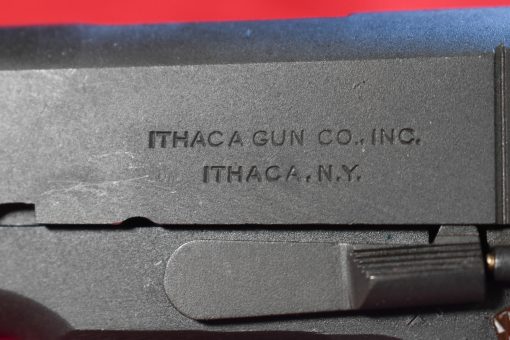 ITHACA GUN CO., INC.
ITHACA, N.Y.